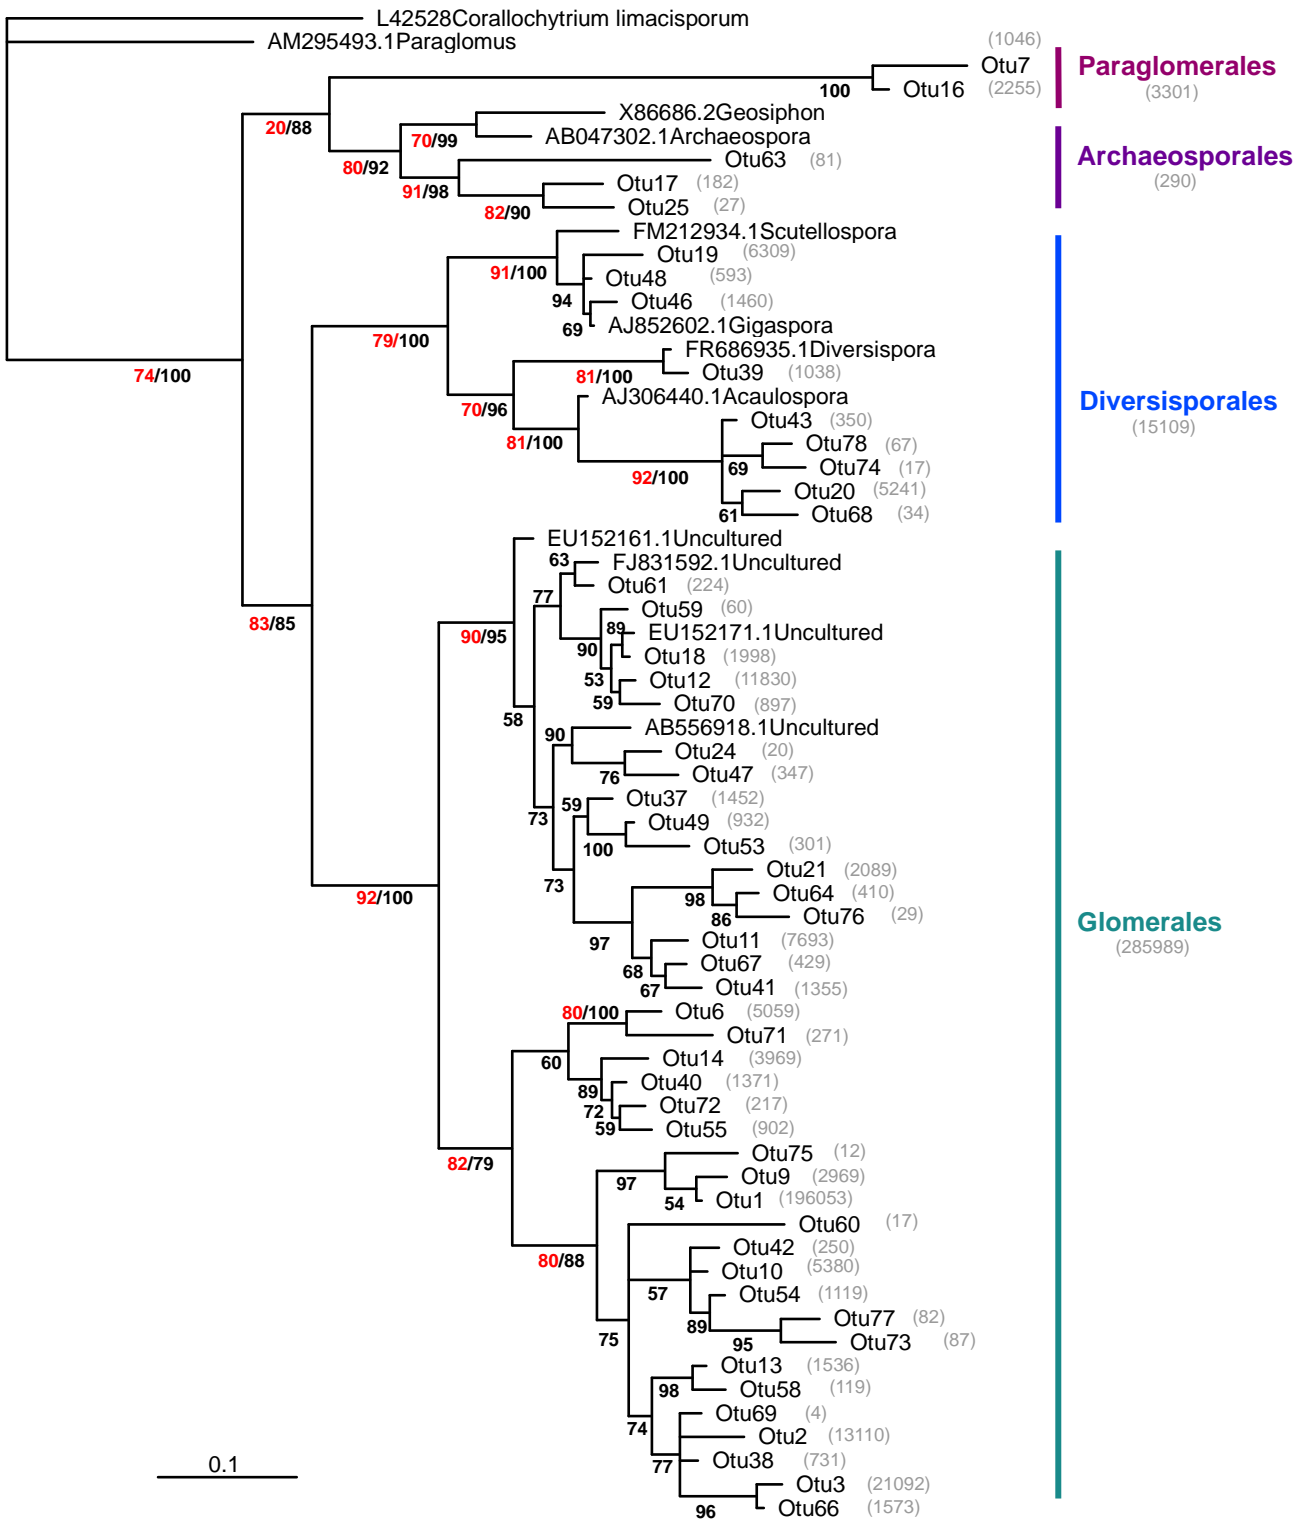 L42528Corallochytrium limacisporum
AM295493.1Paraglomus
(1046)
Otu7
Paraglomerales
100
Otu16 (2255)
(3301)
X86686.2Geosiphon
20/88
70/99
AB047302.1Archaeospora
Otu63 (81)
Archaeosporales
80/92
(290)
91/98
Otu17 (182)
82/90
Otu25 (27)
FM212934.1Scutellospora
Otu19 (6309)
91/100
Otu48 (593)
94
Otu46 (1460)
69
AJ852602.1Gigaspora
79/100
FR686935.1Diversispora
74/100
81/100
Otu39 (1038)
AJ306440.1Acaulospora
Diversisporales
70/96
(15109)
Otu43 (350)
81/100
Otu78 (67)
69
Otu74 (17)
92/100
Otu20 (5241)
61
Otu68 (34)
EU152161.1Uncultured
63
FJ831592.1Uncultured
Otu61 (224)
77
Otu59 (60)
83/85
90/95
89
EU152171.1Uncultured
90
Otu18 (1998)
53
Otu12 (11830)
59
Otu70 (897)
58
AB556918.1Uncultured
90
Otu24 (20)
76
Otu47 (347)
59
Otu37 (1452)
73
Otu49 (932)
100
Otu53 (301)
73
Otu21 (2089)
98
Otu64 (410)
92/100
86
Otu76 (29)
Glomerales
(285989)
97
Otu11 (7693)
68
Otu67 (429)
67
Otu41 (1355)
80/100
Otu6 (5059)
Otu71 (271)
60
Otu14 (3969)
89
Otu40 (1371)
72
Otu72 (217)
59
Otu55 (902)
82/79
Otu75 (12)
97
Otu9 (2969)
54
Otu1 (196053)
Otu60 (17)
80/88
Otu42 (250)
Otu10 (5380)
57
Otu54 (1119)
89
Otu77 (82)
75
95
Otu73 (87)
Otu13 (1536)
98
Otu58 (119)
Otu69 (4)
74
Otu2 (13110)
77
Otu38 (731)
0.1
Otu3 (21092)
96
Otu66 (1573)